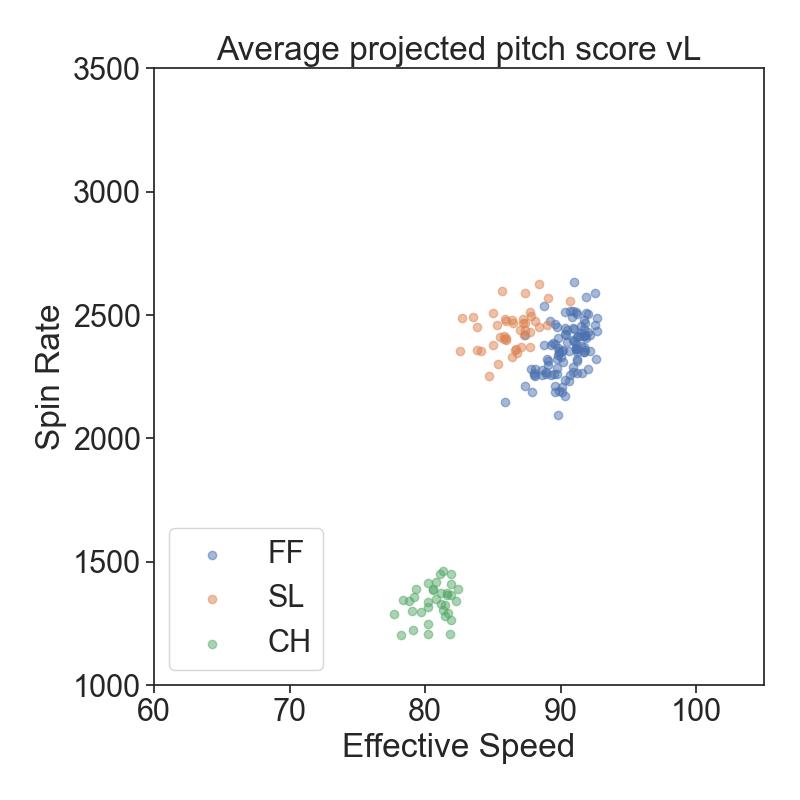 Average projected pitch score vL
3500
3000
2500
2000
1500
1000
Spin Rate
FF
SL
CH
60 70 80 90 100
Effective Speed